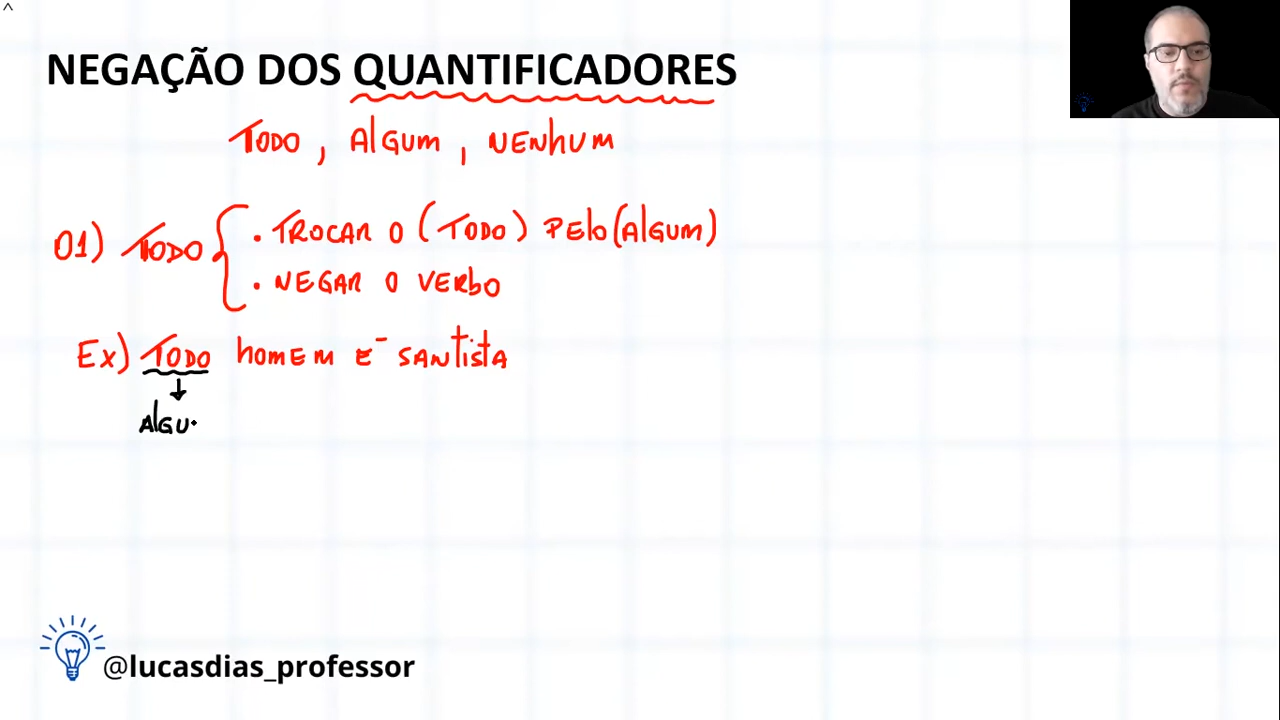 ^
NEGAÇÃO DOS QUANTIFICADORES
TODO, AlGUM, NENhUM
01) TODO { . TROCAR O (TODO) PElO (AlGUM)
. NEGAR O VERbO
Ex) TODO hOMEM É SANTISTA
AlGU
@lucasdias_professor